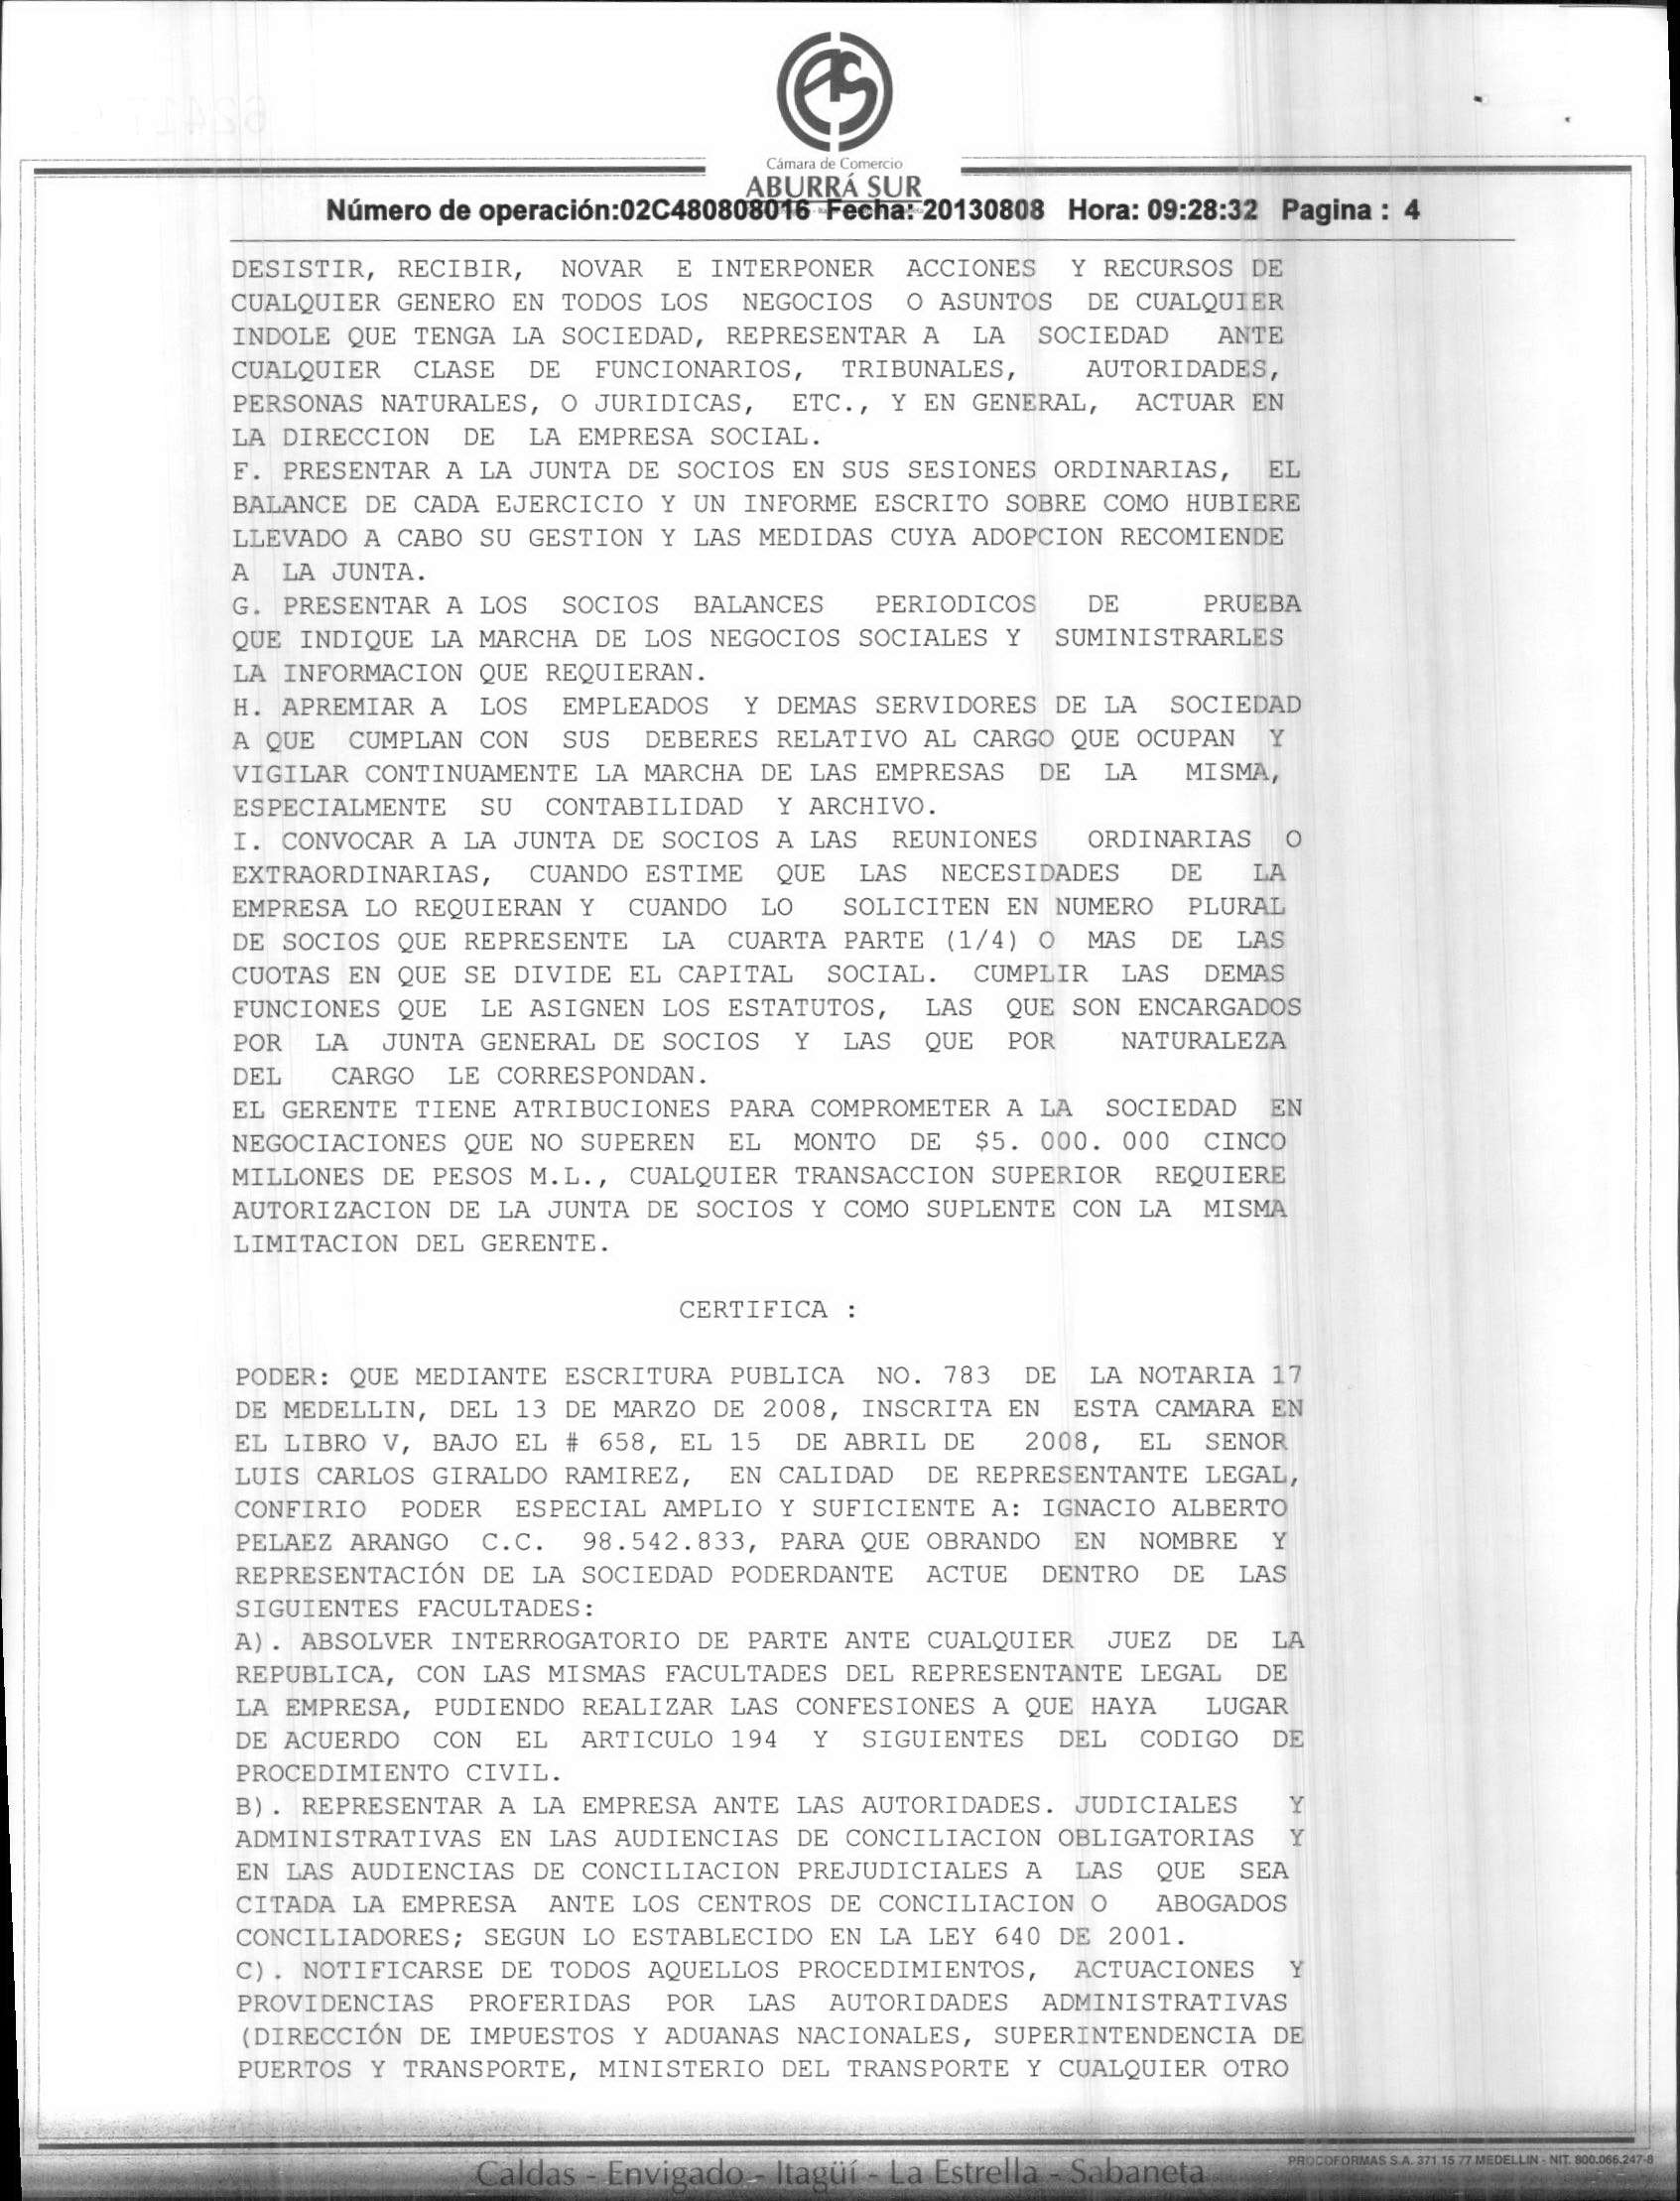 Cámara de Comercio
ABURRÁ SUR
Número de operación:02C480808016 Fecha: 20130808 Hora: 09:28:32 Pagina : 4
DESISTIR, RECIBIR, NOVAR E INTERPONER ACCIONES Y RECURSOS DE
CUALQUIER GENERO EN TODOS LOS NEGOCIOS O ASUNTOS DE CUALQUIER
INDOLE QUE TENGA LA SOCIEDAD, REPRESENTAR A LA SOCIEDAD ANTE
CUALQUIER CLASE DE FUNCIONARIOS, TRIBUNALES, AUTORIDADES,
PERSONAS NATURALES, O JURIDICAS, ETC., Y EN GENERAL, ACTUAR EN
LA DIRECCION DE LA EMPRESA SOCIAL.
F. PRESENTAR A LA JUNTA DE SOCIOS EN SUS SESIONES ORDINARIAS, EL
BALANCE DE CADA EJERCICIO Y UN INFORME ESCRITO SOBRE COMO HUBIERE
LLEVADO A CABO SU GESTION Y LAS MEDIDAS CUYA ADOPCION RECOMIENDE
A LA JUNTA.
G. PRESENTAR A LOS SOCIOS BALANCES PERIODICOS DE PRUEBA
QUE INDIQUE LA MARCHA DE LOS NEGOCIOS SOCIALES Y SUMINISTRARLES
LA INFORMACION QUE REQUIERAN.
H. APREMIAR A LOS EMPLEADOS Y DEMAS SERVIDORES DE LA SOCIEDAD
A QUE CUMPLAN CON SUS DEBERES RELATIVO AL CARGO QUE OCUPAN Y
VIGILAR CONTINUAMENTE LA MARCHA DE LAS EMPRESAS DE LA MISMA,
ESPECIALMENTE SU CONTABILIDAD Y ARCHIVO.
I. CONVOCAR A LA JUNTA DE SOCIOS A LAS REUNIONES ORDINARIAS O
EXTRAORDINARIAS, CUANDO ESTIME QUE LAS NECESIDADES DE LA
EMPRESA LO REQUIERAN Y CUANDO LO SOLICITEN EN NUMERO PLURAL
DE SOCIOS QUE REPRESENTE LA CUARTA PARTE (1/4) O MAS DE LAS
CUOTAS EN QUE SE DIVIDE EL CAPITAL SOCIAL. CUMPLIR LAS DEMAS
FUNCIONES QUE LE ASIGNEN LOS ESTATUTOS, LAS QUE SON ENCARGADOS
POR LA JUNTA GENERAL DE SOCIOS Y LAS QUE POR NATURALEZA
DEL CARGO LE CORRESPONDAN.
EL GERENTE TIENE ATRIBUCIONES PARA COMPROMETER A LA SOCIEDAD EN
NEGOCIACIONES QUE NO SUPEREN EL MONTO DE $5. 000. 000 CINCO
MILLONES DE PESOS M.L., CUALQUIER TRANSACCION SUPERIOR REQUIERE
AUTORIZACION DE LA JUNTA DE SOCIOS Y COMO SUPLENTE CON LA MISMA
LIMITACION DEL GERENTE.
CERTIFICA :
PODER: QUE MEDIANTE ESCRITURA PUBLICA NO. 783 DE LA NOTARIA 17
DE MEDELLIN, DEL 13 DE MARZO DE 2008, INSCRITA EN ESTA CAMARA EN
EL LIBRO V, BAJO EL # 658, EL 15 DE ABRIL DE 2008, EL SENOR
LUIS CARLOS GIRALDO RAMIREZ, EN CALIDAD DE REPRESENTANTE LEGAL,
CONFIRIO PODER ESPECIAL AMPLIO Y SUFICIENTE A: IGNACIO ALBERTO
PELAEZ ARANGO C.C. 98.542.833, PARA QUE OBRANDO EN NOMBRE Y
REPRESENTACIÓN DE LA SOCIEDAD PODERDANTE ACTUE DENTRO DE LAS
SIGUIENTES FACULTADES:
A). ABSOLVER INTERROGATORIO DE PARTE ANTE CUALQUIER JUEZ DE LA
REPUBLICA, CON LAS MISMAS FACULTADES DEL REPRESENTANTE LEGAL DE
LA EMPRESA, PUDIENDO REALIZAR LAS CONFESIONES A QUE HAYA LUGAR
DE ACUERDO CON EL ARTICULO 194 Y SIGUIENTES DEL CODIGO DE
PROCEDIMIENTO CIVIL.
B). REPRESENTAR A LA EMPRESA ANTE LAS AUTORIDADES. JUDICIALES Y
ADMINISTRATIVAS EN LAS AUDIENCIAS DE CONCILIACION OBLIGATORIAS Y
EN LAS AUDIENCIAS DE CONCILIACION PREJUDICIALES A LAS QUE SEA
CITADA LA EMPRESA ANTE LOS CENTROS DE CONCILIACION O ABOGADOS
CONCILIADORES; SEGUN LO ESTABLECIDO EN LA LEY 640 DE 2001.
C). NOTIFICARSE DE TODOS AQUELLOS PROCEDIMIENTOS, ACTUACIONES Y
PROVIDENCIAS PROFERIDAS POR LAS AUTORIDADES ADMINISTRATIVAS
(DIRECCIÓN DE IMPUESTOS Y ADUANAS NACIONALES, SUPERINTENDENCIA DE
PUERTOS Y TRANSPORTE, MINISTERIO DEL TRANSPORTE Y CUALQUIER OTRO
Caldas - Envigado - Itagüí - La Estrella - Sabaneta
PROCOFORMAS S.A. 371 15 77 MEDELLIN - NIT. 800.066.247-8